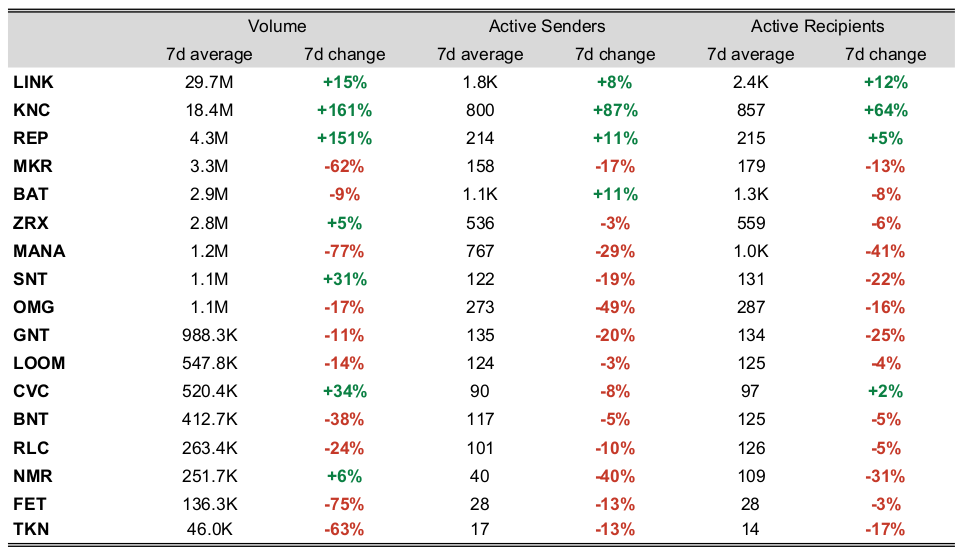 Volume Active Senders Active Recipients
7d average 7d change 7d average 7d change 7d average 7d change
LINK 29.7M +15% 1.8K +8% 2.4K +12%
KNC 18.4M +161% 800 +87% 857 +64%
REP 4.3M +151% 214 +11% 215 +5%
MKR 3.3M -62% 158 -17% 179 -13%
BAT 2.9M -9% 1.1K +11% 1.3K -8%
ZRX 2.8M +5% 536 -3% 559 -6%
MANA 1.2M -77% 767 -29% 1.0K -41%
SNT 1.1M +31% 122 -19% 131 -22%
OMG 1.1M -17% 273 -49% 287 -16%
GNT 988.3K -11% 135 -20% 134 -25%
LOOM 547.8K -14% 124 -3% 125 -4%
CVC 520.4K +34% 90 -8% 97 +2%
BNT 412.7K -38% 117 -5% 125 -5%
RLC 263.4K -24% 101 -10% 126 -5%
NMR 251.7K +6% 40 -40% 109 -31%
FET 136.3K -75% 28 -13% 28 -3%
TKN 46.0K -63% 17 -13% 14 -17%